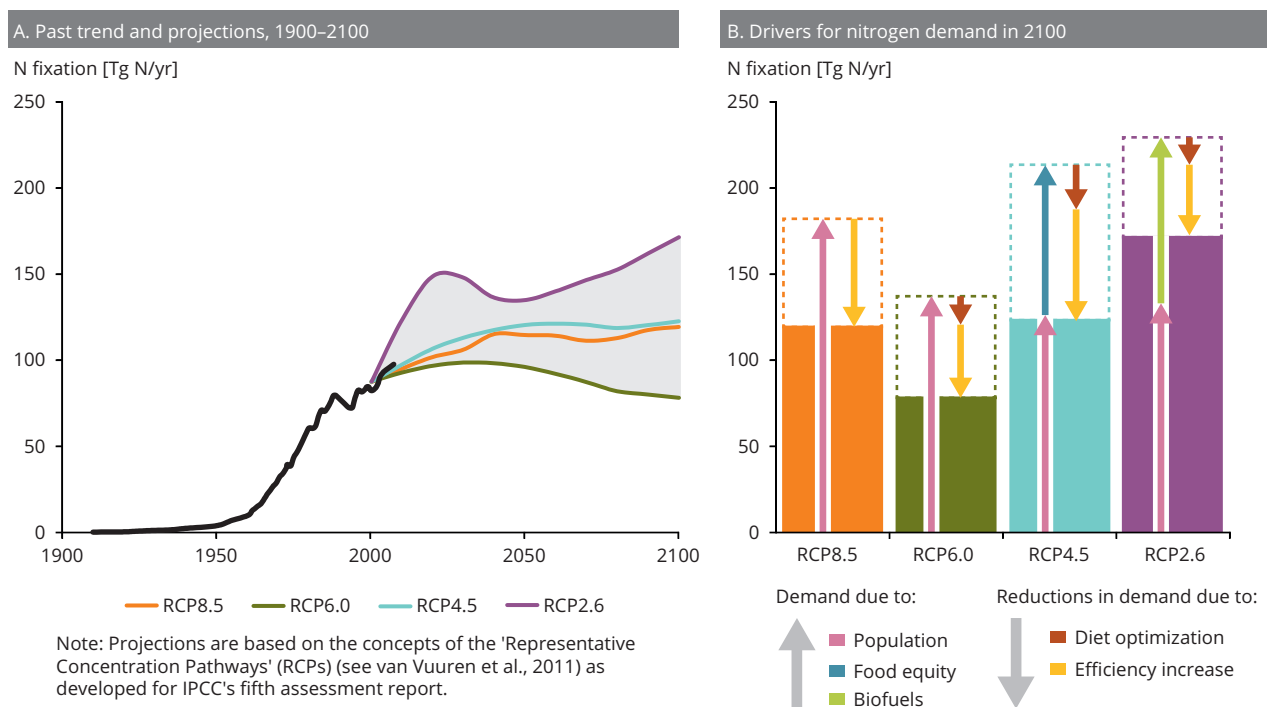 A. Past trend and projections, 1900–2100
N fixation [Tg N/yr]
250
200
150
100
50
0
1900
1950
2000
2050
2100
RCP8.5
RCP6.0
RCP4.5
RCP2.6
Note: Projections are based on the concepts of the 'Representative
Concentration Pathways' (RCPs) (see van Vuuren et al., 2011) as
developed for IPCC's fifth assessment report.
B. Drivers for nitrogen demand in 2100
N fixation [Tg N/yr]
250
200
150
100
50
0
RCP8.5
RCP6.0
RCP4.5
RCP2.6
Demand due to:
Population
Food equity
Biofuels
Reductions in demand due to:
Diet optimization
Efficiency increase